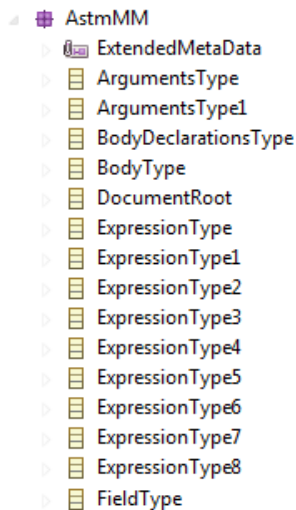 AstmMM
ExtendedMetaData
ArgumentsType
ArgumentsType1
BodyDeclarationsType
BodyType
DocumentRoot
ExpressionType
ExpressionType1
ExpressionType2
ExpressionType3
ExpressionType4
ExpressionType5
ExpressionType6
ExpressionType7
ExpressionType8
FieldType